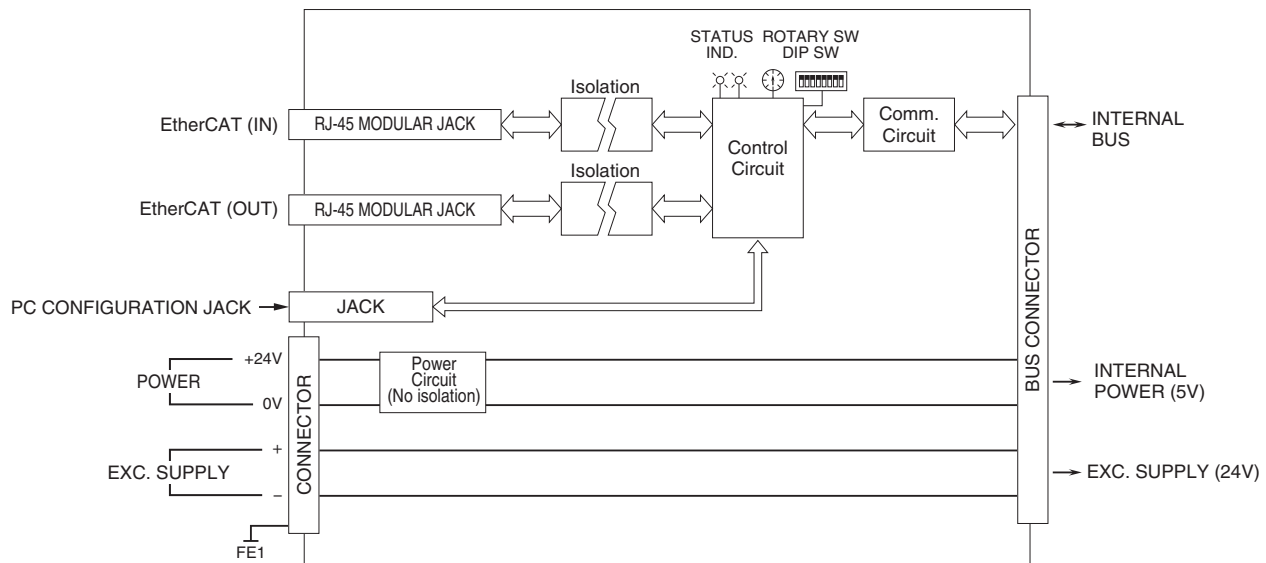 STATUS
IND.
ROTARY SW
DIP SW
Isolation
EtherCAT (IN)
RJ-45 MODULAR JACK
Control
Circuit
Comm.
Circuit
INTERNAL
BUS
Isolation
EtherCAT (OUT)
RJ-45 MODULAR JACK
PC CONFIGURATION JACK
JACK
BUS CONNECTOR
CONNECTOR
+24V
POWER
0V
Power
Circuit
(No isolation)
INTERNAL
POWER (5V)
+
EXC. SUPPLY
–
EXC. SUPPLY (24V)
FE1